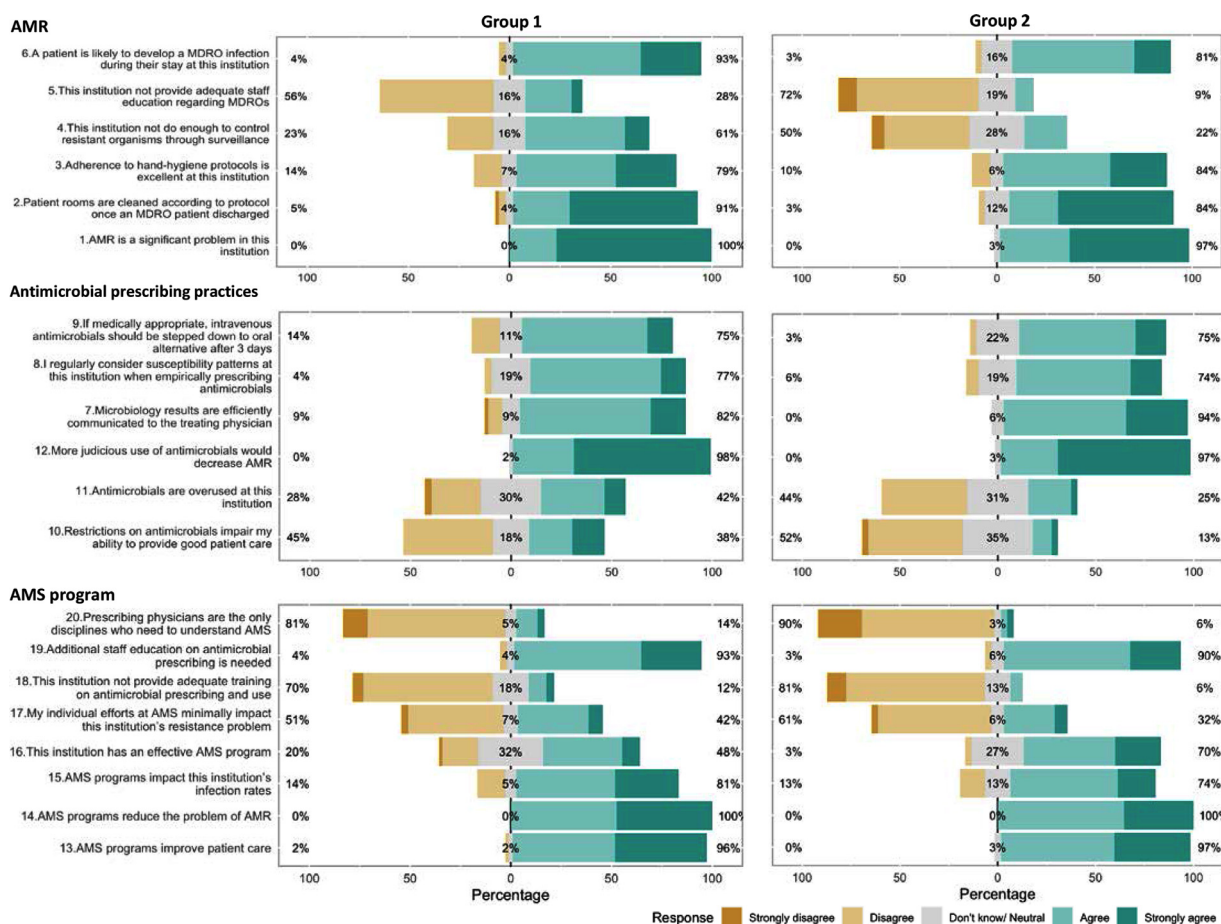 AMR
Group 1
Group 2
6.A patient is likely to develop a MDRO infection
during their stay at this institution
4% 4% 93% 3% 16% 81%
5.This institution not provide adequate staff
education regarding MDROs
56% 16% 28% 72% 19% 9%
4.This institution not do enough to control
resistant organisms through surveillance
23% 16% 61% 50% 28% 22%
3.Adherence to hand-hygiene protocols is
excellent at this institution
14% 7% 79% 10% 6% 84%
2.Patient rooms are cleaned according to protocol
once an MDRO patient discharged
5% 4% 91% 3% 12% 84%
1.AMR is a significant problem in this
institution
0% 0% 100% 0% 3% 97%
100 50 0 50 100 100 50 0 50 100
Antimicrobial prescribing practices
9.If medically appropriate, intravenous
antimicrobials should be stepped down to oral
alternative after 3 days
14% 11% 75% 3% 22% 75%
8.I regularly consider susceptibility patterns at
this institution when empirically prescribing
antimicrobials
4% 19% 77% 6% 19% 74%
7.Microbiology results are efficiently
communicated to the treating physician
9% 9% 82% 0% 6% 94%
12.More judicious use of antimicrobials would
decrease AMR
0% 2% 98% 0% 3% 97%
11.Antimicrobials are overused at this
institution
28% 30% 42% 44% 31% 25%
10.Restrictions on antimicrobials impair my
ability to provide good patient care
45% 18% 38% 52% 35% 13%
100 50 0 50 100 100 50 0 50 100
AMS program
20.Prescribing physicians are the only
disciplines who need to understand AMS
81% 5% 14% 90% 3% 6%
19.Additional staff education on antimicrobial
prescribing is needed
4% 4% 93% 3% 6% 90%
18.This institution not provide adequate training
on antimicrobial prescribing and use
70% 18% 12% 81% 13% 6%
17.My individual efforts at AMS minimally impact
this institution's resistance problem
51% 7% 42% 61% 6% 32%
16.This institution has an effective AMS program
20% 32% 48% 3% 27% 70%
15.AMS programs impact this institution's
infection rates
14% 5% 81% 13% 13% 74%
14.AMS programs reduce the problem of AMR
0% 0% 100% 0% 0% 100%
13.AMS programs improve patient care
2% 2% 96% 0% 3% 97%
100 50 0 50 100 100 50 0 50 100
Percentage Percentage
Response Strongly disagree Disagree Don't know/ Neutral Agree Strongly agree